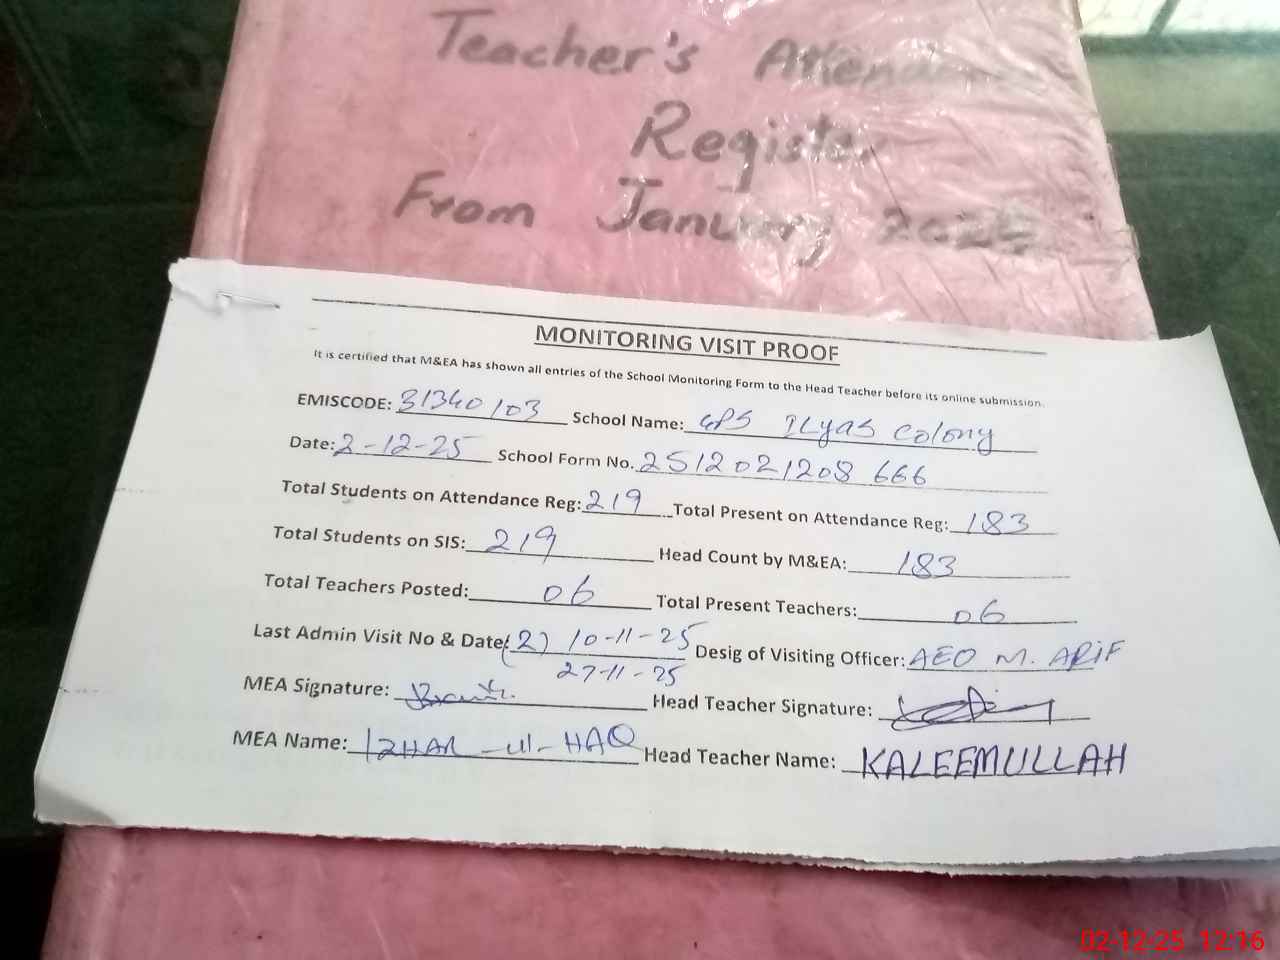 Teacher's Attendance
Register
From January
MONITORING VISIT PROOF
It is certified that M&EA has shown all entries of the School Monitoring Form to the Head Teacher before its online submission.
EMISCODE: 31340103 School Name: GPS Ilyas Colony
Date: 2-12-25 School Form No. 2512021208 666
Total Students on Attendance Reg: 219 Total Present on Attendance Reg: 183
Total Students on SIS: 219 Head Count by M&EA: 183
Total Teachers Posted: 06 Total Present Teachers: 06
Last Admin Visit No & Date: (2) 10-11-25 Desig of Visiting Officer: AEO M. ARIF
27-11-25
MEA Signature: Head Teacher Signature:
MEA Name: IZHAR-ul-HAQ Head Teacher Name: KALEEMULLAH
02-12-25 12:16